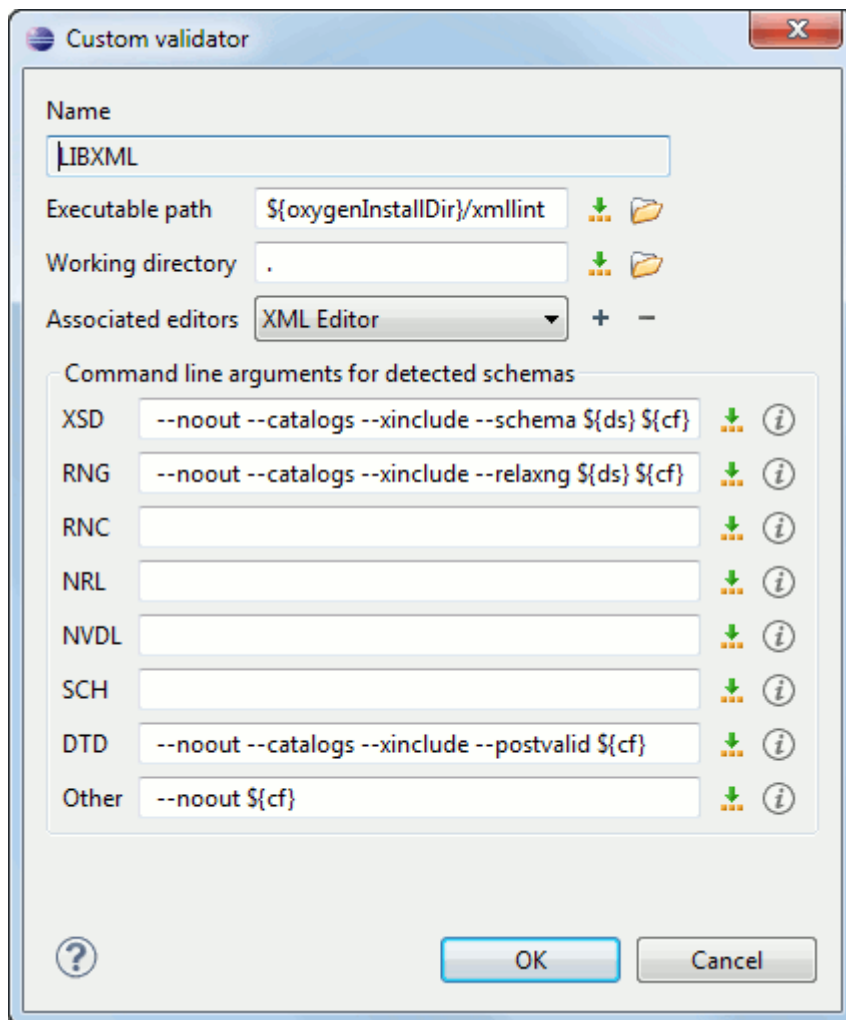 Custom validator
Name
LIBXML
Executable path ${oxygenInstallDir}/xmllint
Working directory .
Associated editors XML Editor + −
Command line arguments for detected schemas
XSD --noout --catalogs --xinclude --schema ${ds} ${cf}
RNG --noout --catalogs --xinclude --relaxng ${ds} ${cf}
RNC
NRL
NVDL
SCH
DTD --noout --catalogs --xinclude --postvalid ${cf}
Other --noout ${cf}
OK Cancel